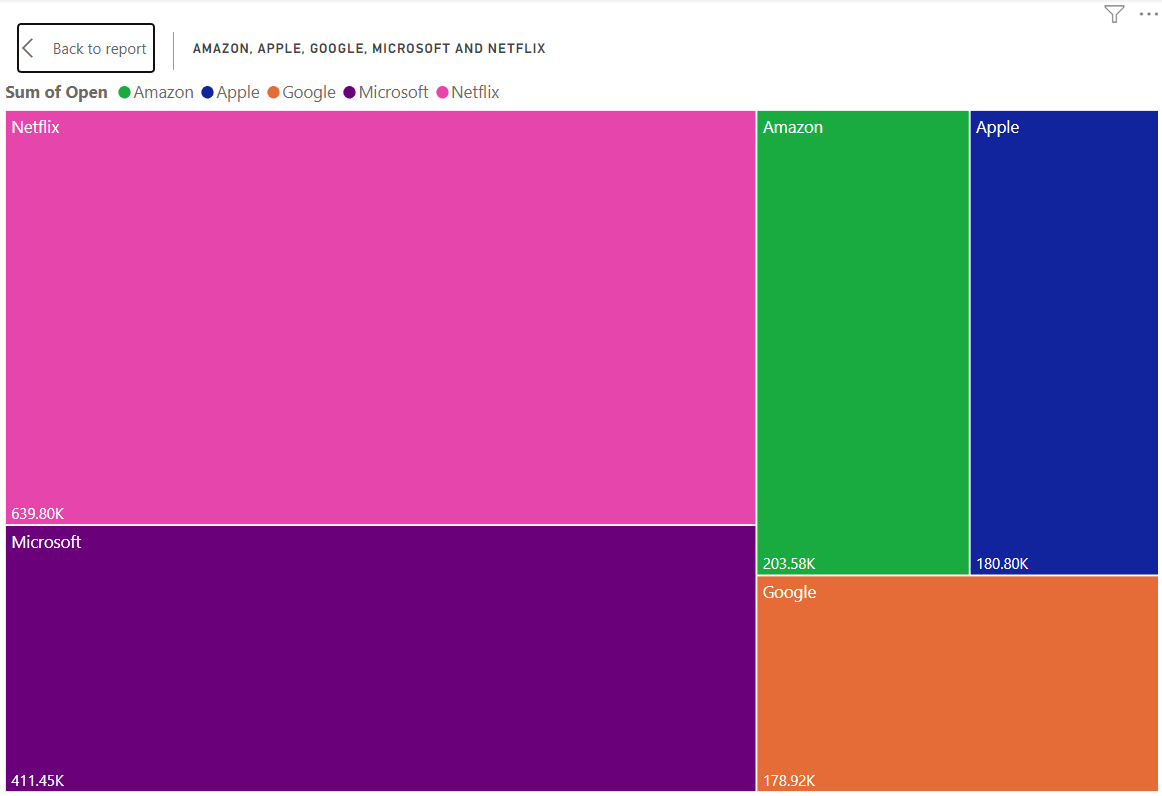 Back to report
AMAZON, APPLE, GOOGLE, MICROSOFT AND NETFLIX
Sum of Open Amazon Apple Google Microsoft Netflix
Netflix
639.80K
Microsoft
411.45K
Amazon
203.58K
Apple
180.80K
Google
178.92K